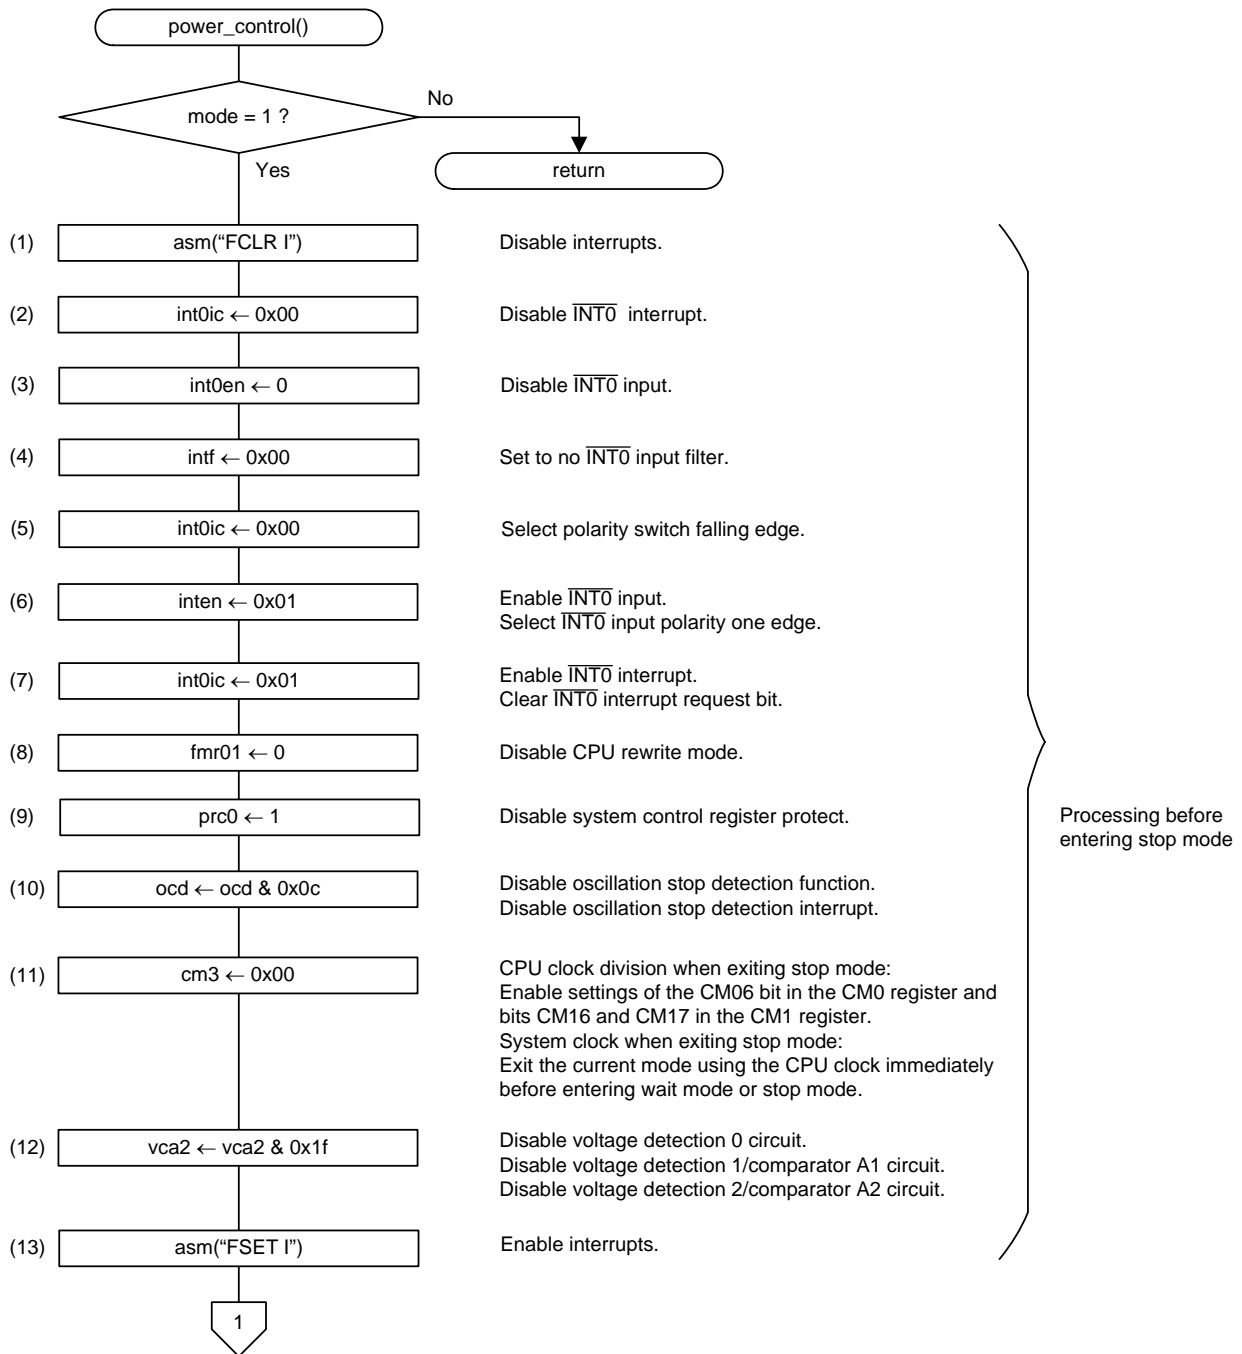 power_control()
mode = 1 ?
No
Yes
return
(1) asm(“FCLR I”) Disable interrupts.
(2) int0ic ← 0x00 Disable I̅N̅T̅0̅ interrupt.
(3) int0en ← 0 Disable I̅N̅T̅0̅ input.
(4) intf ← 0x00 Set to no I̅N̅T̅0̅ input filter.
(5) int0ic ← 0x00 Select polarity switch falling edge.
(6) inten ← 0x01 Enable I̅N̅T̅0̅ input.
Select I̅N̅T̅0̅ input polarity one edge.
(7) int0ic ← 0x01 Enable I̅N̅T̅0̅ interrupt.
Clear I̅N̅T̅0̅ interrupt request bit.
(8) fmr01 ← 0 Disable CPU rewrite mode.
(9) prc0 ← 1 Disable system control register protect.
Processing before
entering stop mode
(10) ocd ← ocd & 0x0c Disable oscillation stop detection function.
Disable oscillation stop detection interrupt.
(11) cm3 ← 0x00 CPU clock division when exiting stop mode:
Enable settings of the CM06 bit in the CM0 register and
bits CM16 and CM17 in the CM1 register.
System clock when exiting stop mode:
Exit the current mode using the CPU clock immediately
before entering wait mode or stop mode.
(12) vca2 ← vca2 & 0x1f Disable voltage detection 0 circuit.
Disable voltage detection 1/comparator A1 circuit.
Disable voltage detection 2/comparator A2 circuit.
(13) asm(“FSET I”) Enable interrupts.
1